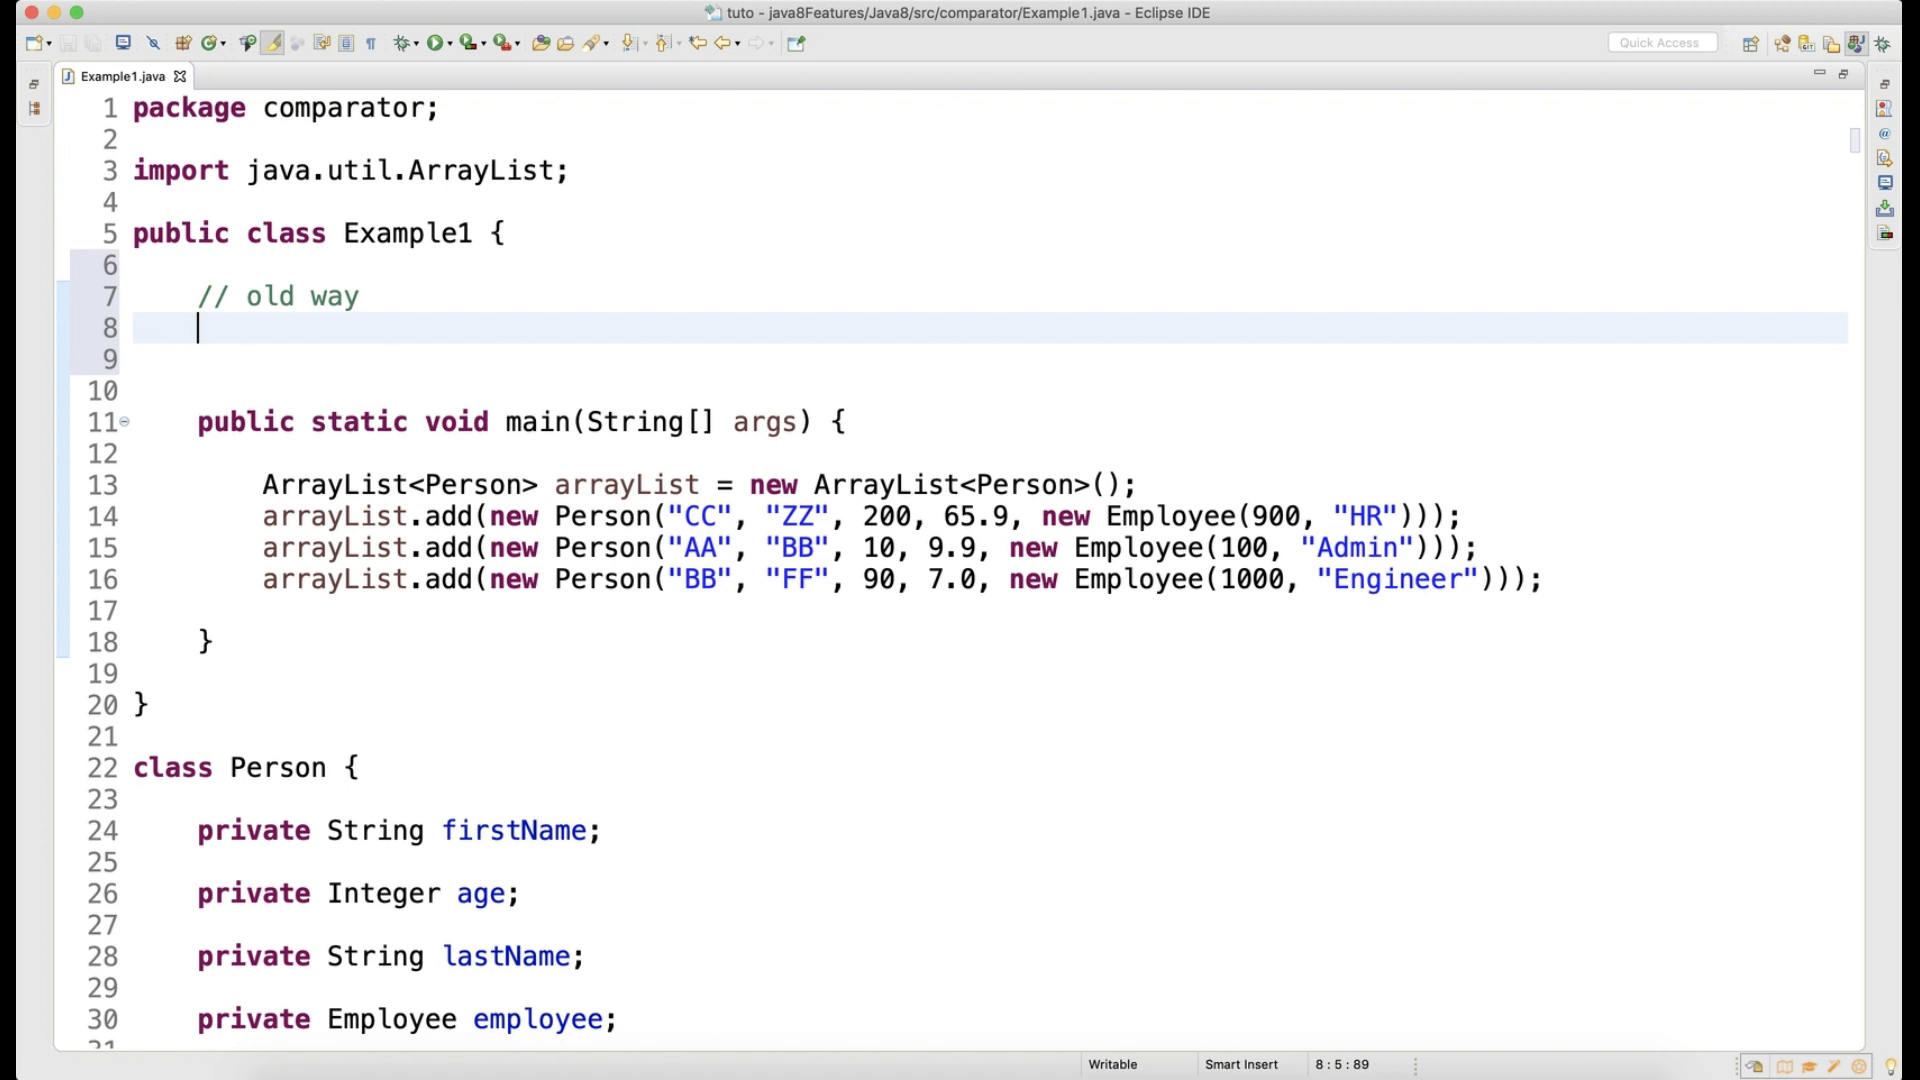 tuto - java8Features/Java8/src/comparator/Example1.java - Eclipse IDE
Quick Access
Example1.java
1 package comparator;
2
3 import java.util.ArrayList;
4
5 public class Example1 {
6
7 // old way
8
9
10
11 public static void main(String[] args) {
12
13 ArrayList<Person> arrayList = new ArrayList<Person>();
14 arrayList.add(new Person("CC", "ZZ", 200, 65.9, new Employee(900, "HR")));
15 arrayList.add(new Person("AA", "BB", 10, 9.9, new Employee(100, "Admin")));
16 arrayList.add(new Person("BB", "FF", 90, 7.0, new Employee(1000, "Engineer")));
17
18 }
19
20 }
21
22 class Person {
23
24 private String firstName;
25
26 private Integer age;
27
28 private String lastName;
29
30 private Employee employee;
31
Writable Smart Insert 8 : 5 : 89